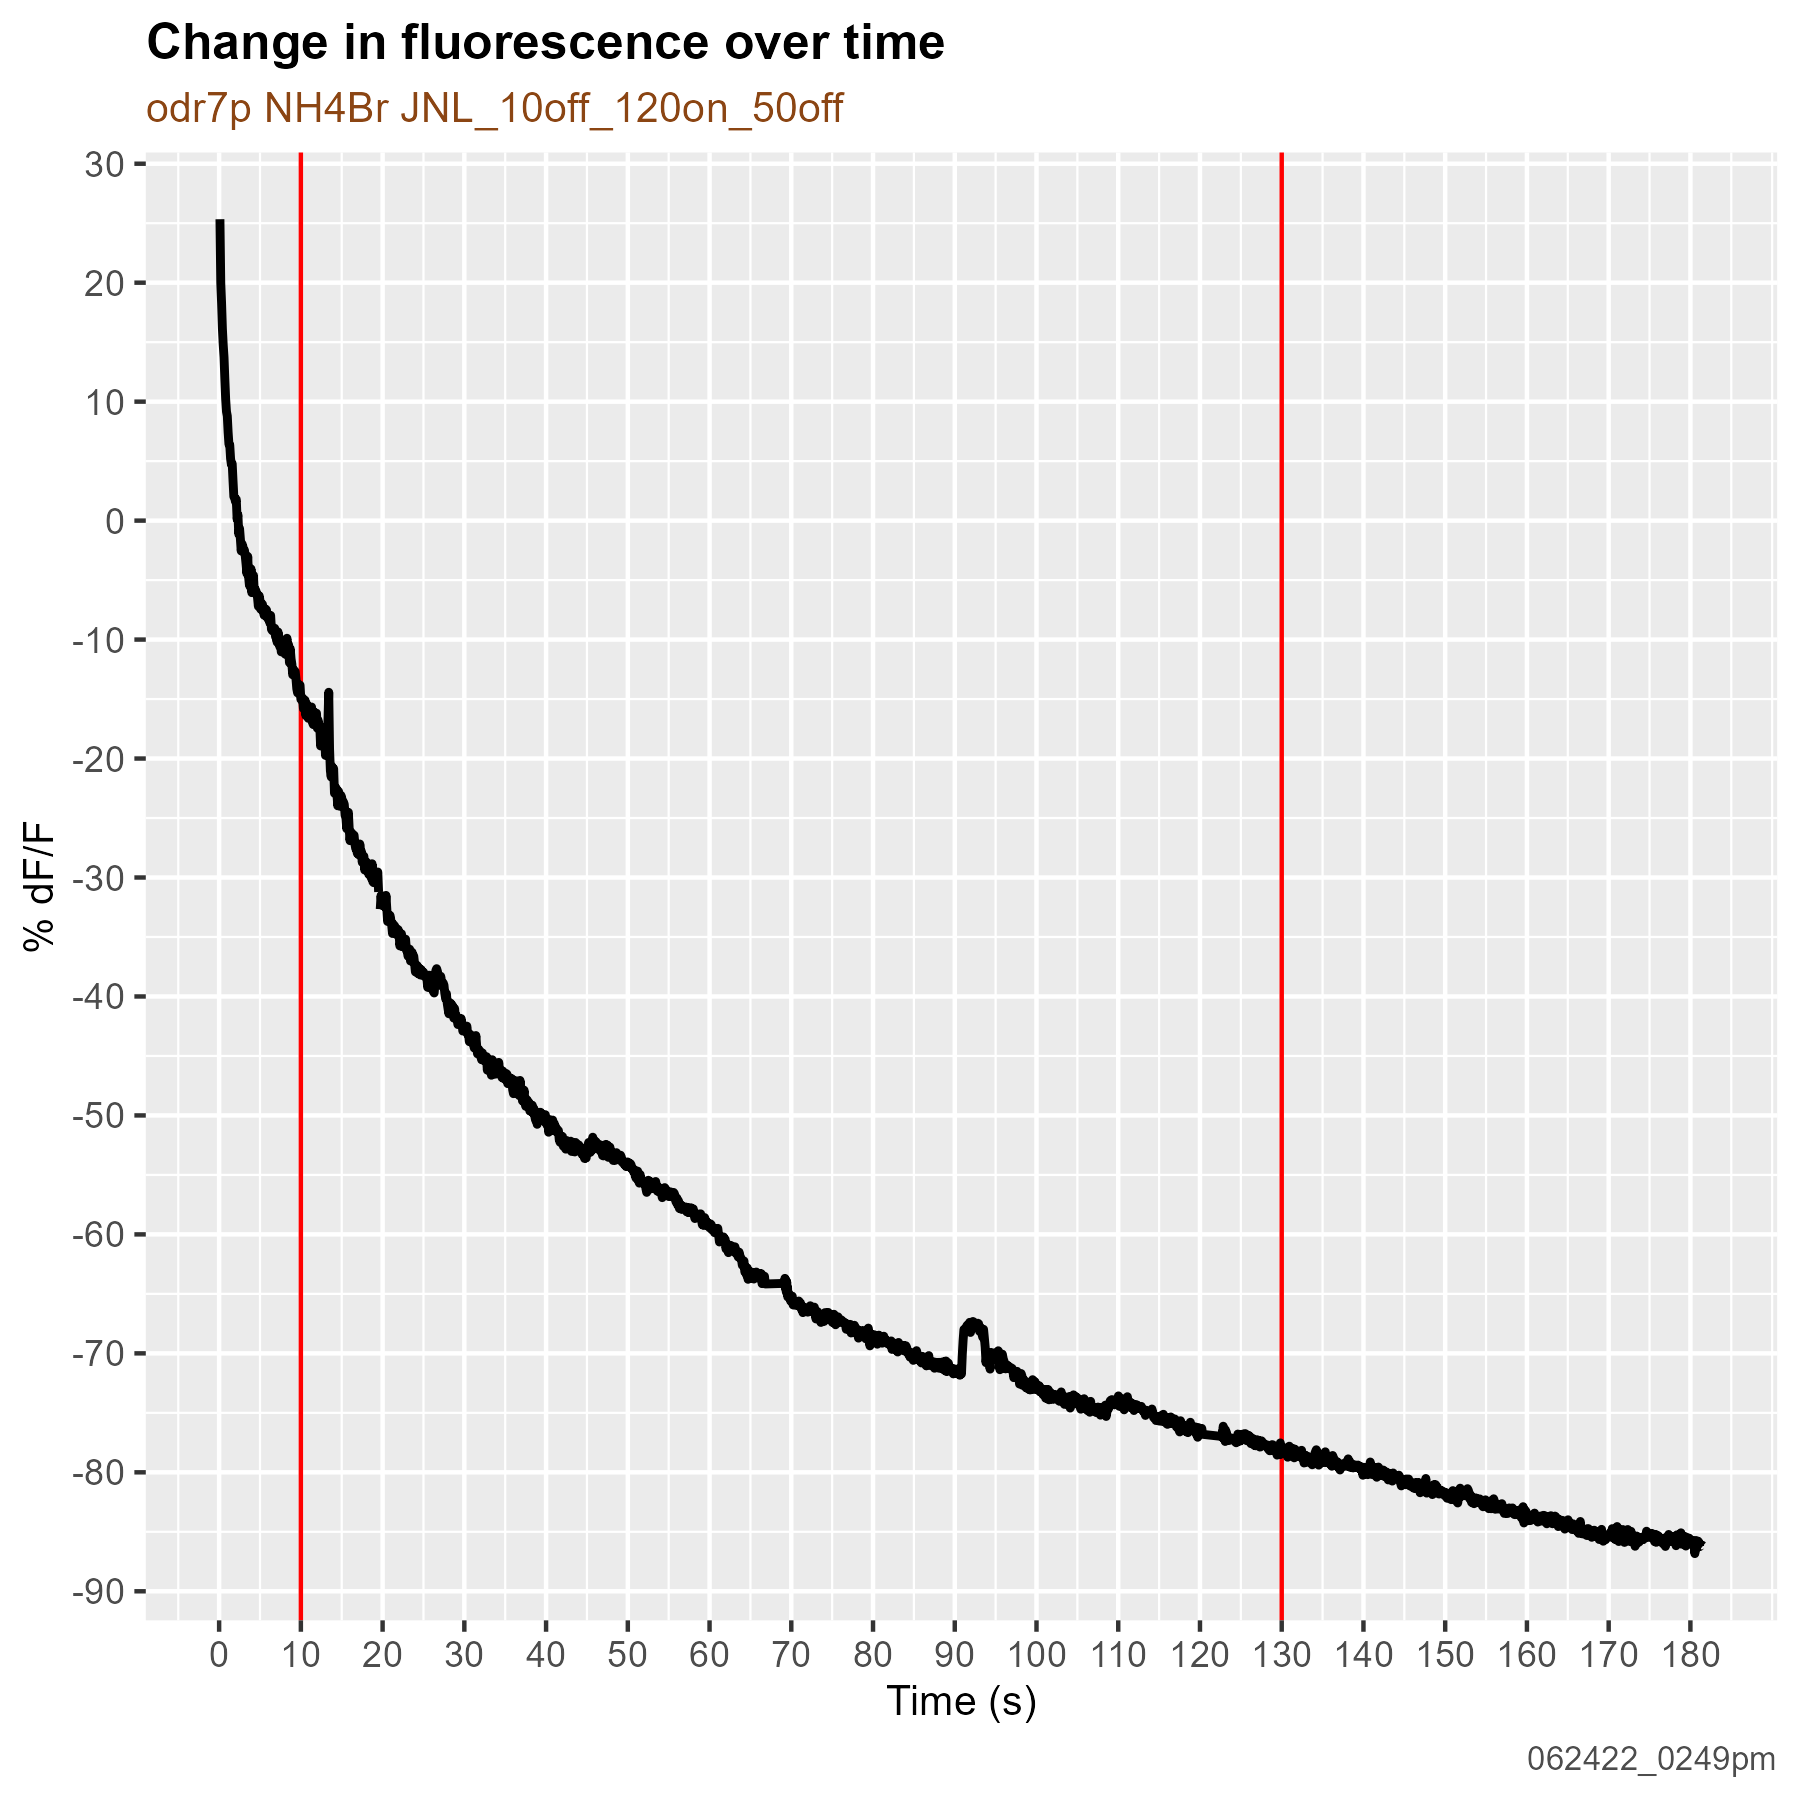 Change in fluorescence over time
odr7p NH4Br JNL_10off_120on_50off
30
20
10
0
-10
-20
-30
-40
-50
-60
-70
-80
-90
% dF/F
0 10 20 30 40 50 60 70 80 90 100 110 120 130 140 150 160 170 180
Time (s)
062422_0249pm